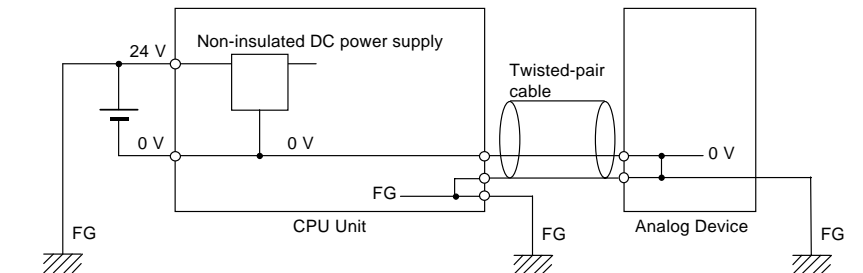 Non-insulated DC power supply
24 V
Twisted-pair
cable
0 V
0 V
0 V
FG
CPU Unit
Analog Device
FG
FG
FG